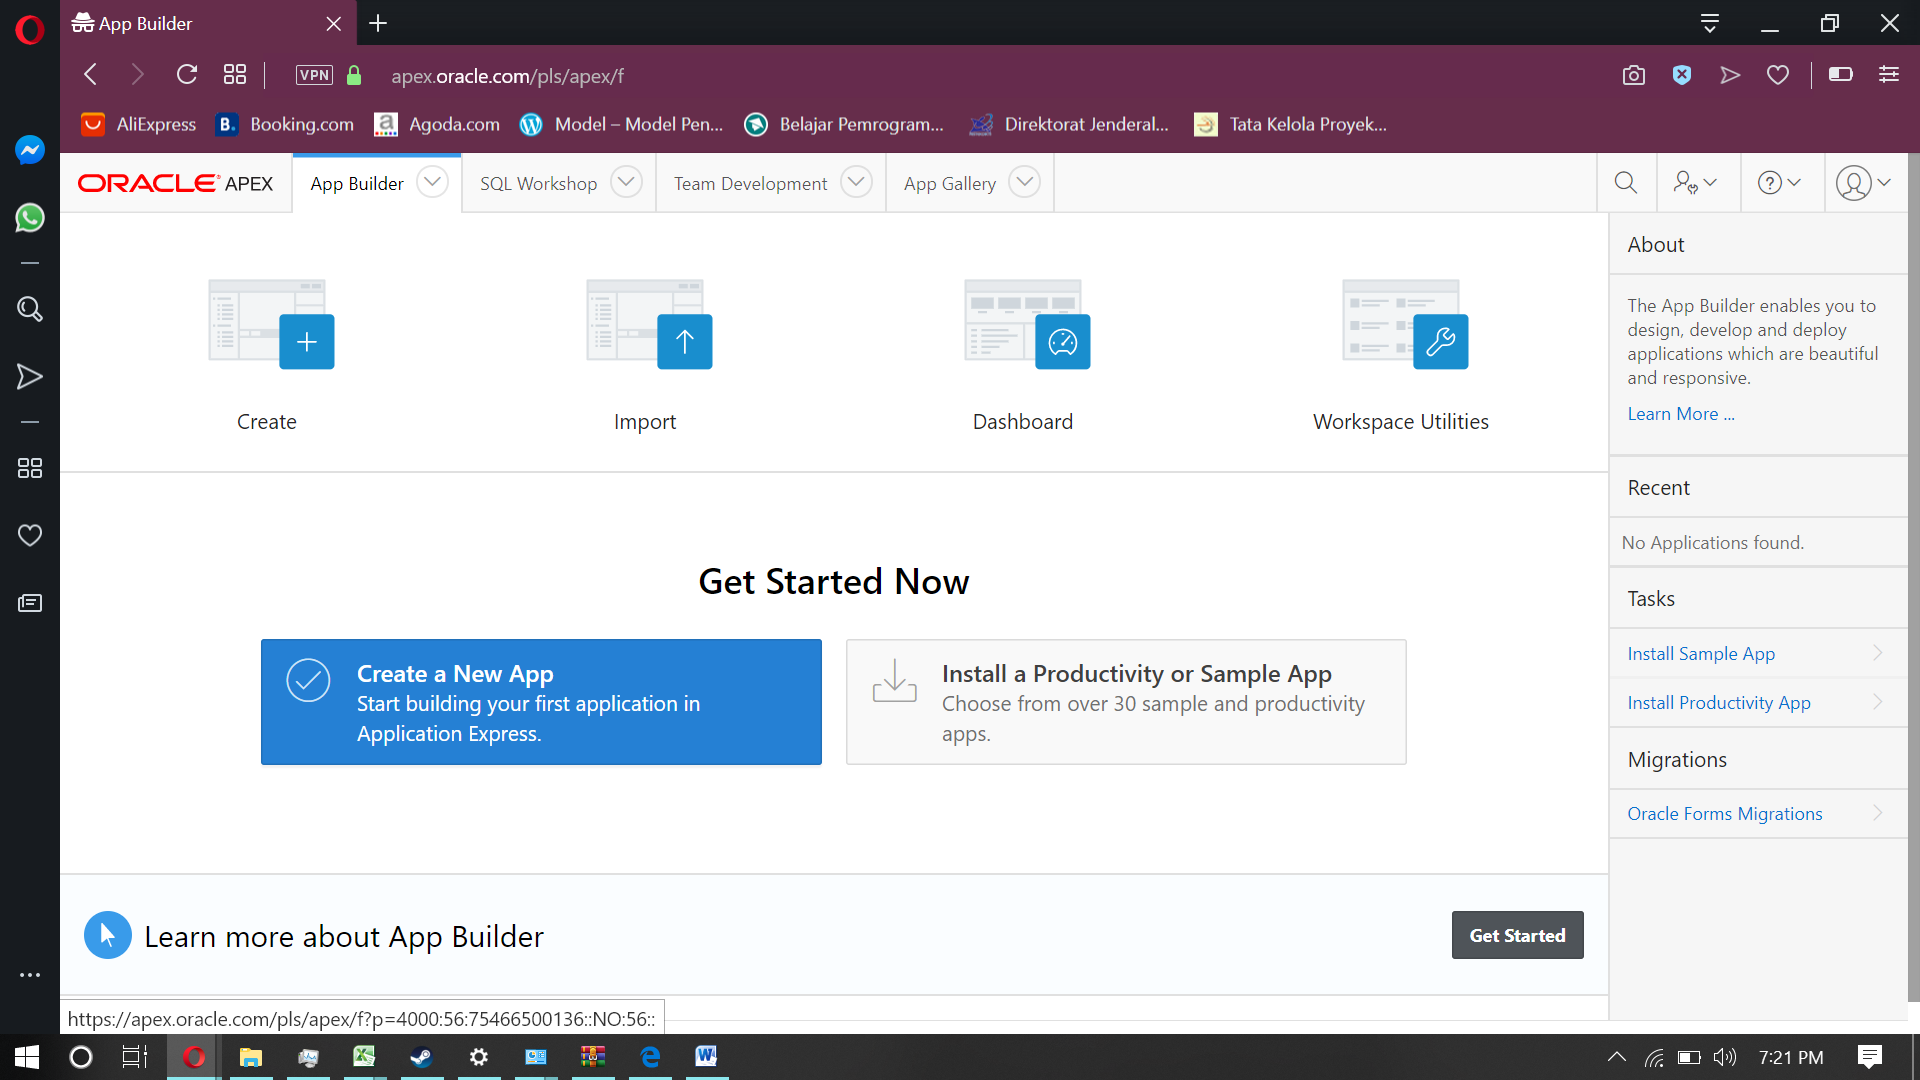 App Builder
VPN
apex.oracle.com/pls/apex/f
AliExpress
B. Booking.com
a Agoda.com
Model – Model Pen...
Belajar Pemrogram...
Direktorat Jenderal...
Tata Kelola Proyek...
ORACLE® APEX
App Builder
SQL Workshop
Team Development
App Gallery
About
The App Builder enables you to
design, develop and deploy
applications which are beautiful
and responsive.
Learn More ...
Create
Import
Dashboard
Workspace Utilities
Recent
No Applications found.
Get Started Now
Create a New App
Start building your first application in
Application Express.
Install a Productivity or Sample App
Choose from over 30 sample and productivity
apps.
Tasks
Install Sample App
Install Productivity App
Migrations
Oracle Forms Migrations
Learn more about App Builder
Get Started
https://apex.oracle.com/pls/apex/f?p=4000:56:75466500136::NO:56::
7:21 PM